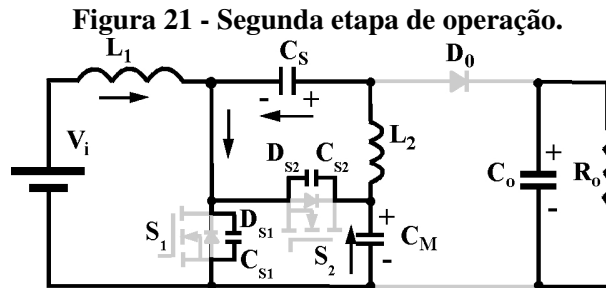 Figura 21 - Segunda etapa de operação.
L1
CS
D0
- +
Vi
L2
DS2 CS2
Co
+
-
Ro
S1
DS1
CS1
S2
+
-
CM